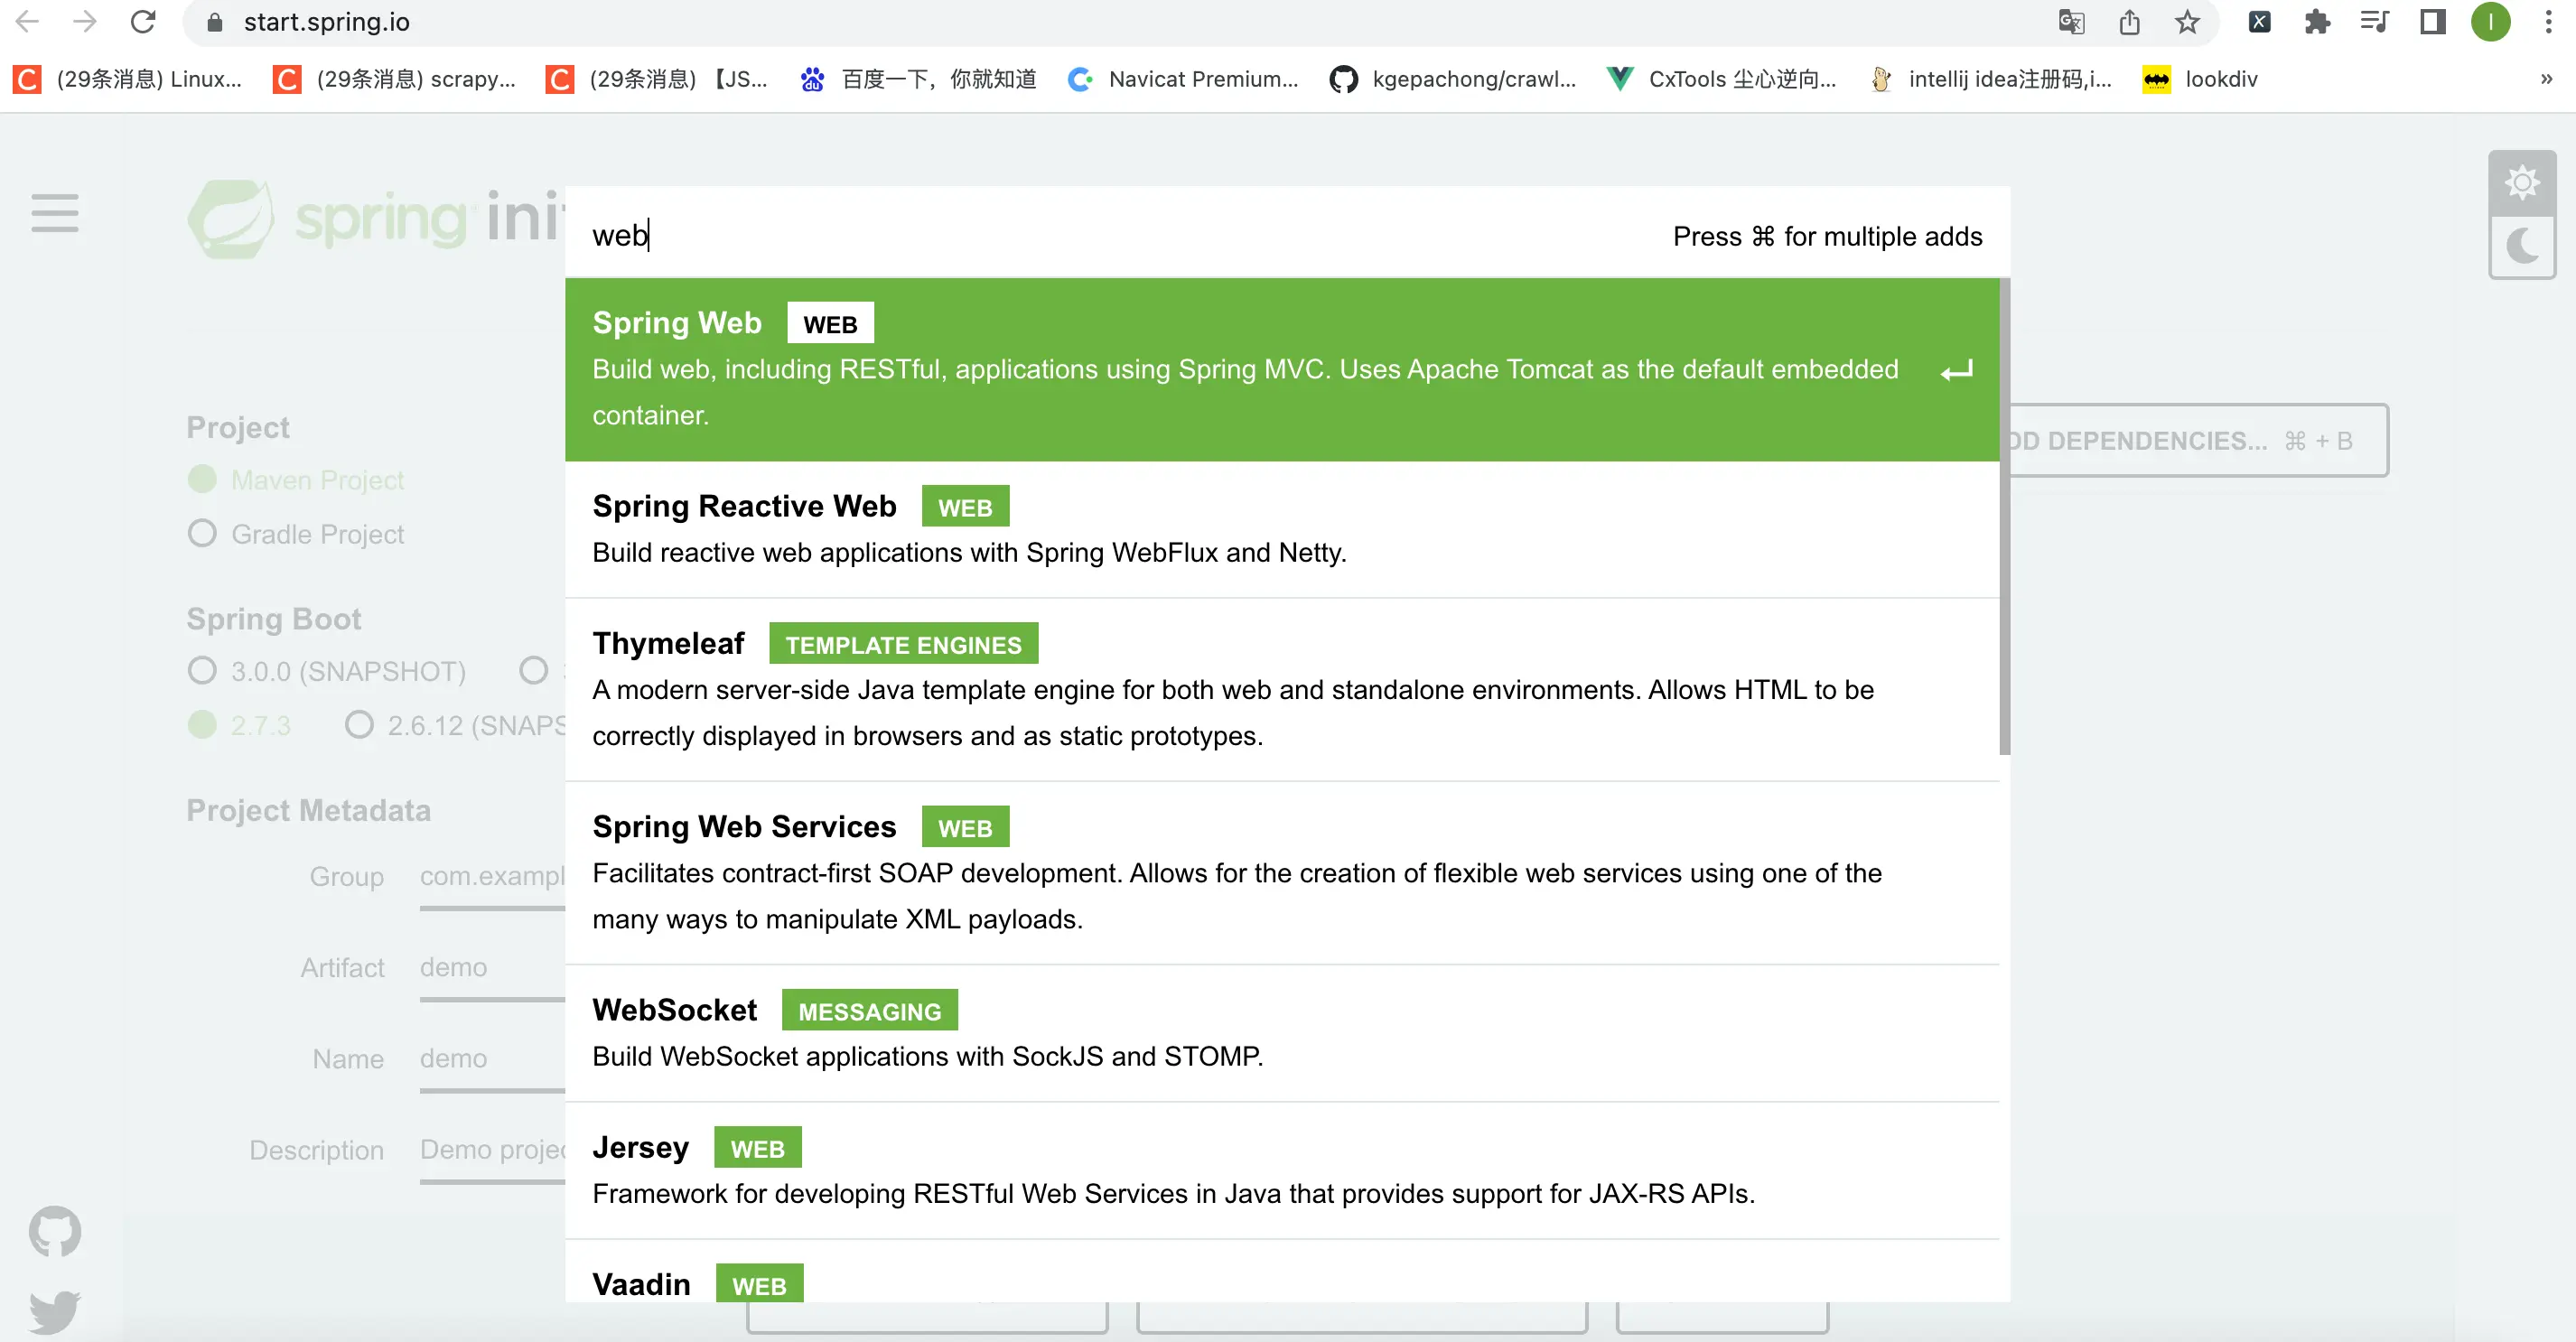 start.spring.io
(29条消息) Linux...
(29条消息) scrapy...
(29条消息) 【JS...
百度一下，你就知道
Navicat Premium...
kgepachong/crawl...
CxTools 尘心逆向...
intellij idea注册码,i...
lookdiv
»
spring ini
web
Press ⌘ for multiple adds
Spring Web WEB
Build web, including RESTful, applications using Spring MVC. Uses Apache Tomcat as the default embedded
container.
Project
DD DEPENDENCIES... ⌘ + B
Maven Project
Gradle Project
Spring Reactive Web WEB
Build reactive web applications with Spring WebFlux and Netty.
Spring Boot
3.0.0 (SNAPSHOT)
2.7.3 2.6.12 (SNAPS
Thymeleaf TEMPLATE ENGINES
A modern server-side Java template engine for both web and standalone environments. Allows HTML to be
correctly displayed in browsers and as static prototypes.
Project Metadata
Group com.exampl
Artifact demo
Name demo
Description Demo projec
Spring Web Services WEB
Facilitates contract-first SOAP development. Allows for the creation of flexible web services using one of the
many ways to manipulate XML payloads.
WebSocket MESSAGING
Build WebSocket applications with SockJS and STOMP.
Jersey WEB
Framework for developing RESTful Web Services in Java that provides support for JAX-RS APIs.
Vaadin WEB